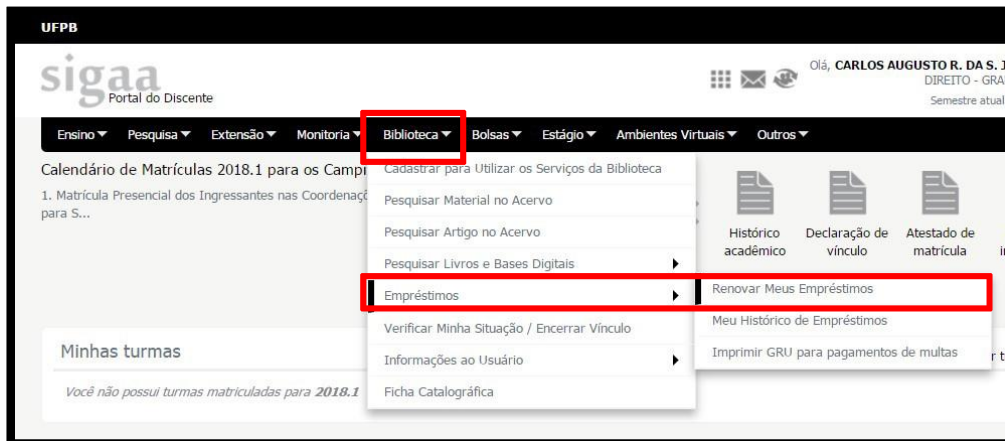 UFPB
sigaa
Portal do Discente
Olá, CARLOS AUGUSTO R. DA S.
DIREITO -
Semestre atual
Ensino Pesquisa Extensão Monitoria Biblioteca Bolsas Estágio Ambientes Virtuais Outros
Calendário de Matrículas 2018.1 para os Campi
1. Matrícula Presencial dos Ingressantes nas
para S...
Cadastrar para Utilizar os Serviços da Biblioteca
Pesquisar Material no Acervo
Pesquisar Artigo no Acervo
Pesquisar Livros e Bases Digitais
Empréstimos
Verificar Minha Situação / Encerrar Vínculo
Informações ao Usuário
Ficha Catalográfica
Histórico
acadêmico
Declaração de
vínculo
Atestado de
matrícula
Renovar Meus Empréstimos
Meu Histórico de Empréstimos
Imprimir GRU para pagamentos de multas
Minhas turmas
Você não possui turmas matriculadas para 2018.1